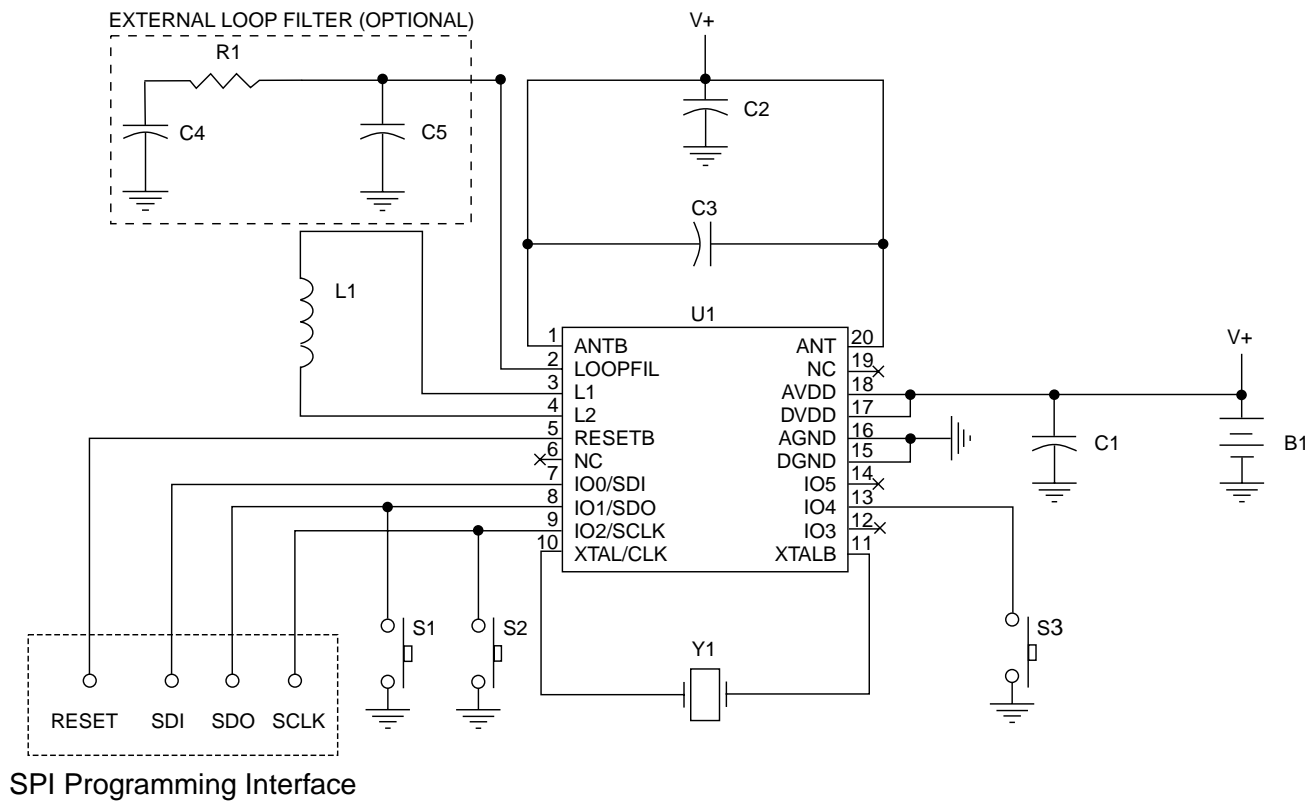 EXTERNAL LOOP FILTER (OPTIONAL)
V+
R1
C2
C4
C5
C3
L1
U1
V+
1
ANTB
ANT
20
2
LOOPFIL
NC
19
3
L1
AVDD
18
4
L2
DVDD
17
5
RESETB
AGND
16
6
NC
DGND
15
7
IO0/SDI
IO5
14
8
IO1/SDO
IO4
13
9
IO2/SCLK
IO3
12
10
XTAL/CLK
XTALB
11
C1
B1
S1
S2
Y1
S3
RESET
SDI
SDO
SCLK
SPI Programming Interface